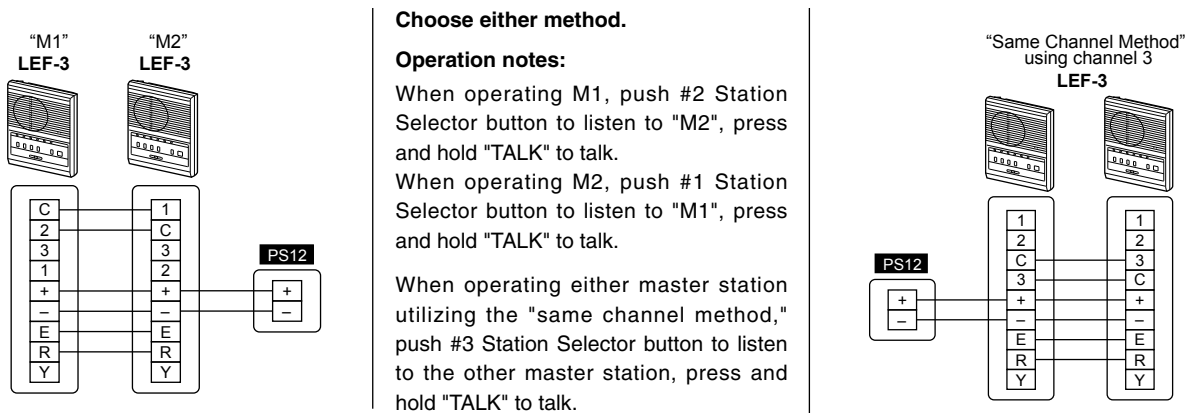 “M1”
LEF-3
“M2”
LEF-3
C
2
3
1
+
–
E
R
Y
1
C
3
2
+
–
E
R
Y
PS12
+
–
Choose either method.
Operation notes:
When operating M1, push #2 Station
Selector button to listen to "M2", press
and hold "TALK" to talk.
When operating M2, push #1 Station
Selector button to listen to "M1", press
and hold "TALK" to talk.
When operating either master station
utilizing the "same channel method,"
push #3 Station Selector button to listen
to the other master station, press and
hold "TALK" to talk.
“Same Channel Method”
using channel 3
LEF-3
PS12
+
–
1
2
C
3
+
–
E
R
Y
1
2
3
C
+
–
E
R
Y